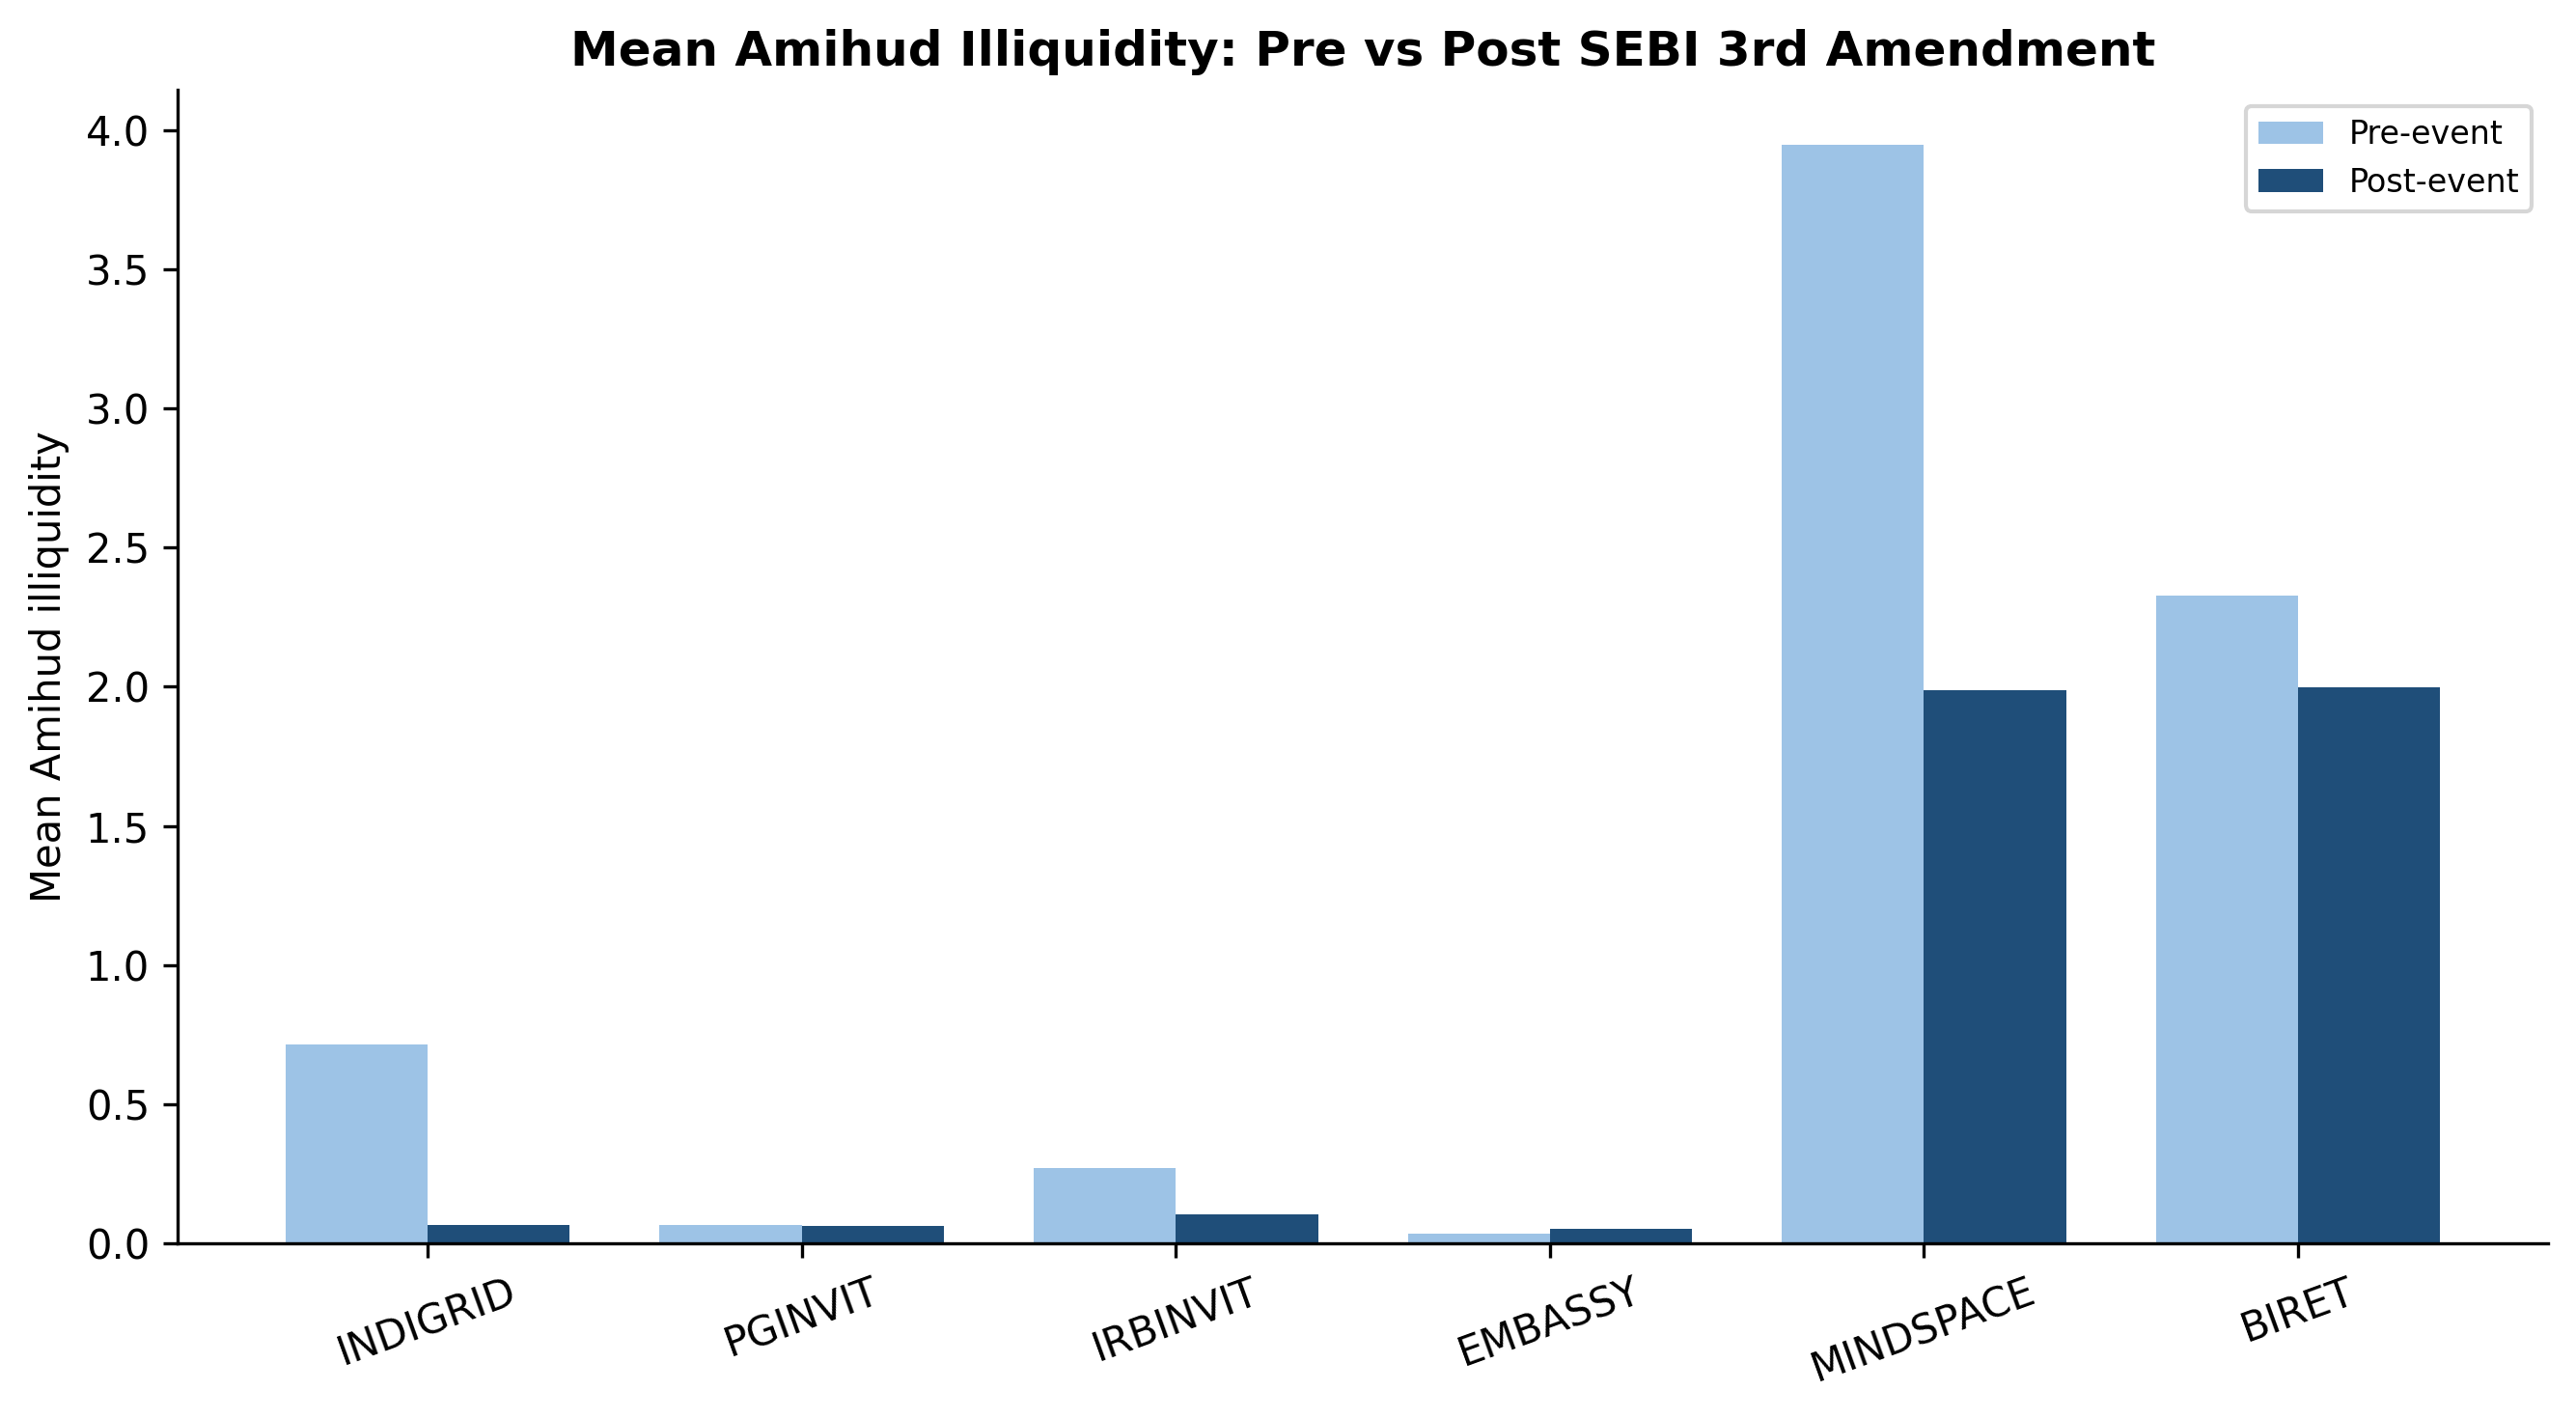 Mean Amihud Illiquidity: Pre vs Post SEBI 3rd Amendment
Pre-event
Post-event
Mean Amihud illiquidity
4.0
3.5
3.0
2.5
2.0
1.5
1.0
0.5
0.0
INDIGRID
PGINVIT
IRBINVIT
EMBASSY
MINDSPACE
BIRET